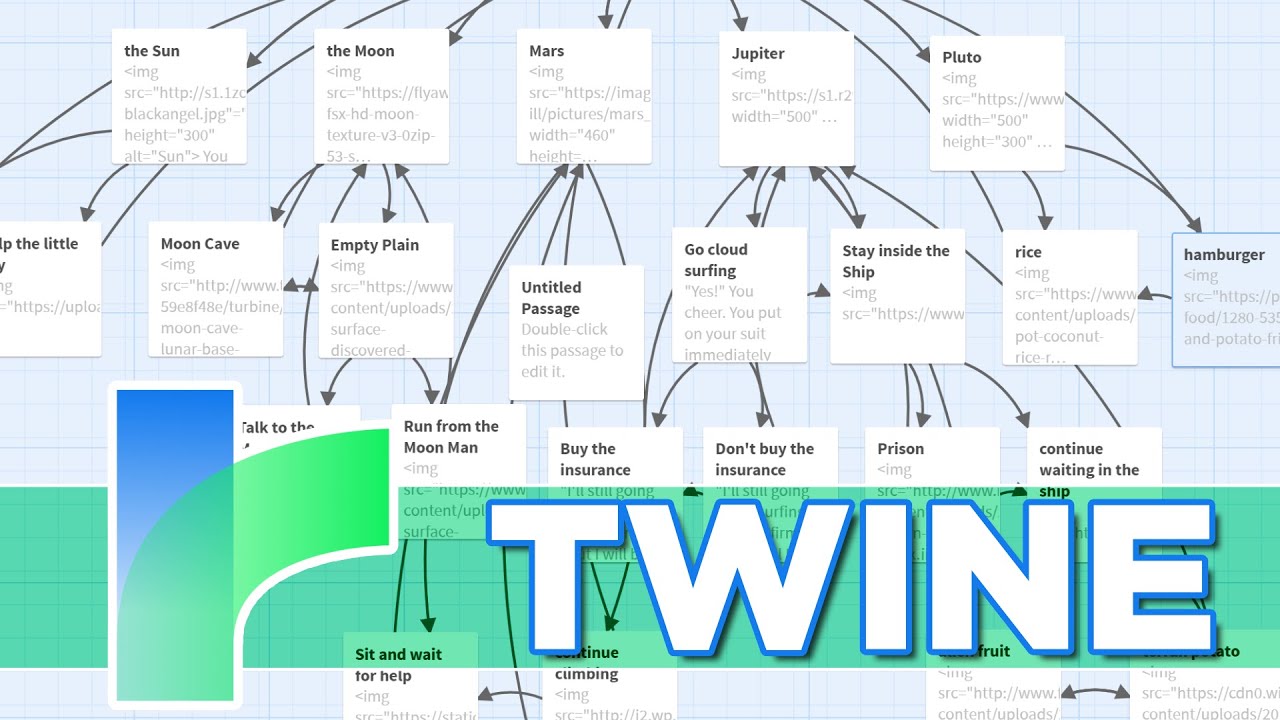 the Sun
<img
src="http://s1.1zc
blackangel.jpg"="
height="300"
alt="Sun"> You
the Moon
<img
src="https://flyaw
fsx-hd-moon-
texture-v3-0zip-
53-s…
Mars
<img
src="https://imag
ill/pictures/mars_
width="460"
height=…
Jupiter
<img
src="https://s1.r2
width="500" …
Pluto
<img
src="https://www
width="500"
height="300" …
lp the little
y
src="https://uploa
Moon Cave
<img
src="http://www.
59e8f48e/turbine,
moon-cave-
lunar-base-
Empty Plain
<img
src="https://www
content/uploads/
surface-
discovered-
Untitled
Passage
Double-click
this passage to
edit it.
Go cloud
surfing
"Yes!" You
cheer. You put
on your suit
immediately
Stay inside the
Ship
<img
src="https://www
rice
<img
src="https://www
content/uploads/
pot-coconut-
rice-r…
hamburger
<img
src="https://p
food/1280-535
and-potato-fri
Talk to the
Run from the
Moon Man
<img
src="https://www
content/upl
surface-
Buy the
insurance
"I'll still going
Don't buy the
insurance
"I'll still going
Prison
<img
src="http://www.
continue
waiting in the
ship
TWINE
Sit and wait
for help
<img
src="https://static
continue
climbing
<img
src="http://i2.wp.
fruit
<img
src="http://www.
content/uploads/
potato
<img
src="https://cdn0.w
content/uploads/20